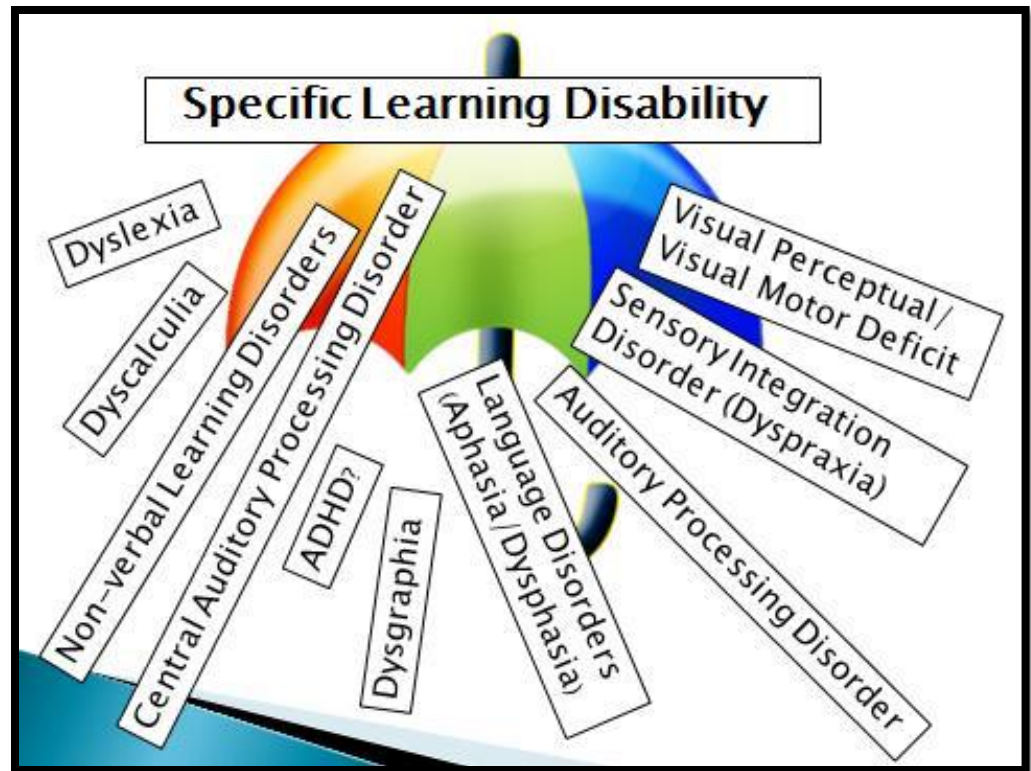 Specific Learning Disability
Dyslexia
Dyscalculia
Non-verbal Learning Disorders
Central Auditory Processing Disorder
ADHD?
Dysgraphia
Language Disorders
(Aphasia/Dysphasia)
Auditory Processing Disorder
Sensory Integration
Disorder (Dyspraxia)
Visual Perceptual/
Visual Motor Deficit